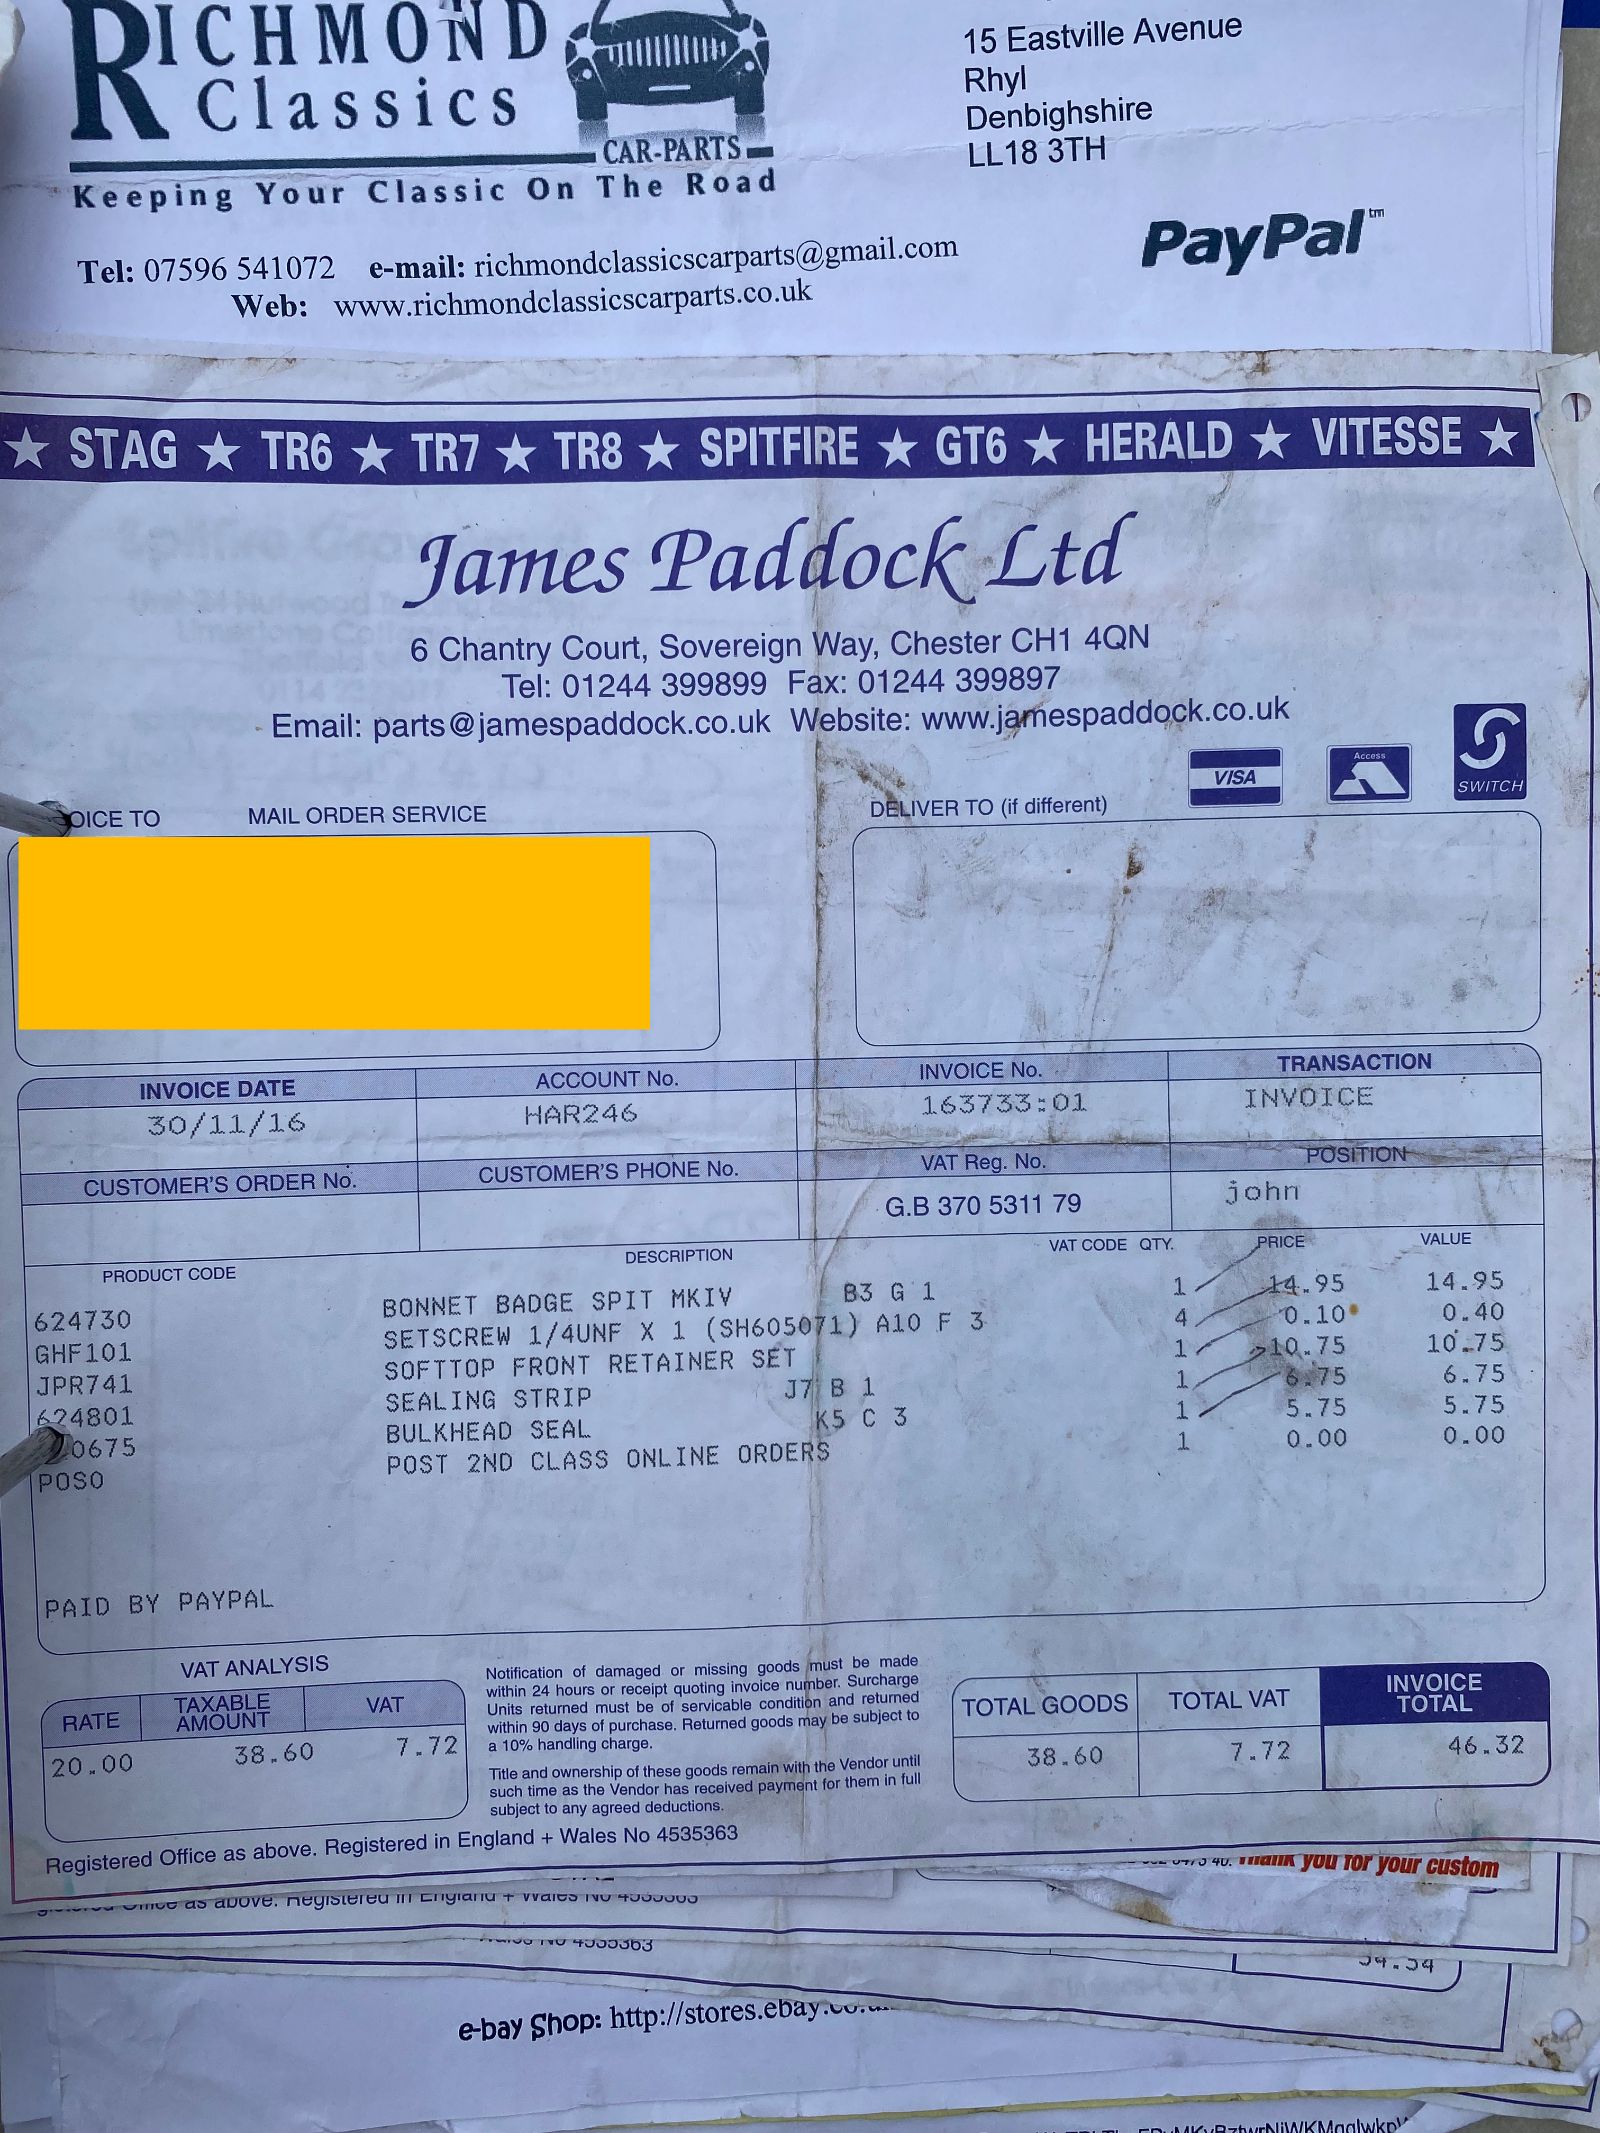 RICHMOND
Classics
CAR-PARTS
Keeping Your Classic On The Road
15 Eastville Avenue
Rhyl
Denbighshire
LL18 3TH
PayPal™
Tel: 07596 541072 e-mail: richmondclassicscarparts@gmail.com
Web: www.richmondclassicscarparts.co.uk
★ STAG ★ TR6 ★ TR7 ★ TR8 ★ SPITFIRE ★ GT6 ★ HERALD ★ VITESSE ★
James Paddock Ltd
6 Chantry Court, Sovereign Way, Chester CH1 4QN
Tel: 01244 399899 Fax: 01244 399897
Email: parts@jamespaddock.co.uk Website: www.jamespaddock.co.uk
VISA Access SWITCH
OICE TO MAIL ORDER SERVICE DELIVER TO (if different)
INVOICE DATE ACCOUNT No. INVOICE No. TRANSACTION
30/11/16 HAR246 163733:01 INVOICE
CUSTOMER'S ORDER No. CUSTOMER'S PHONE No. VAT Reg. No. POSITION
G.B 370 5311 79 john
PRODUCT CODE DESCRIPTION VAT CODE QTY. PRICE VALUE
624730 BONNET BADGE SPIT MKIV B3 G 1 1 14.95 14.95
GHF101 SETSCREW 1/4UNF X 1 (SH605071) A10 F 3 4 0.10 0.40
JPR741 SOFTTOP FRONT RETAINER SET 1 10.75 10.75
624801 SEALING STRIP J7 B 1 1 6.75 6.75
0675 BULKHEAD SEAL K5 C 3 1 5.75 5.75
POSO POST 2ND CLASS ONLINE ORDERS 1 0.00 0.00
PAID BY PAYPAL
VAT ANALYSIS
RATE TAXABLE AMOUNT VAT
20.00 38.60 7.72
Notification of damaged or missing goods must be made
within 24 hours or receipt quoting invoice number. Surcharge
Units returned must be of servicable condition and returned
within 90 days of purchase. Returned goods may be subject to
a 10% handling charge.
Title and ownership of these goods remain with the Vendor until
such time as the Vendor has received payment for them in full
subject to any agreed deductions.
TOTAL GOODS TOTAL VAT INVOICE TOTAL
38.60 7.72 46.32
Registered Office as above. Registered in England + Wales No 4535363
Thank you for your custom
Office as above. Registered in England + Wales No 4535363
No 4535363
54.54
e-bay Shop: http://stores.ebay.co.u